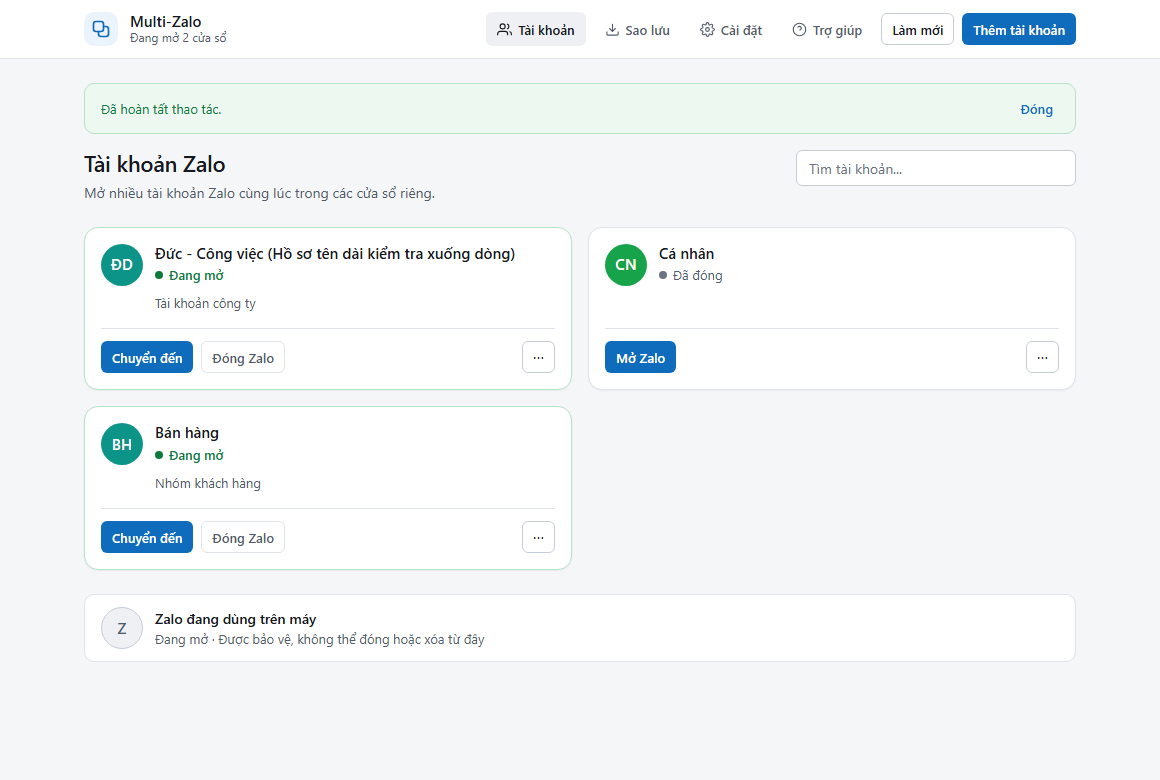 Multi-Zalo
Đang mở 2 cửa sổ
Tài khoản
Sao lưu
Cài đặt
Trợ giúp
Làm mới
Thêm tài khoản
Đã hoàn tất thao tác.
Đóng
Tài khoản Zalo
Mở nhiều tài khoản Zalo cùng lúc trong các cửa sổ riêng.
Tìm tài khoản...
ĐD
Đức - Công việc (Hồ sơ tên dài kiểm tra xuống dòng)
Đang mở
Tài khoản công ty
Chuyển đến
Đóng Zalo
...
CN
Cá nhân
Đã đóng
Mở Zalo
...
BH
Bán hàng
Đang mở
Nhóm khách hàng
Chuyển đến
Đóng Zalo
...
Z
Zalo đang dùng trên máy
Đang mở · Được bảo vệ, không thể đóng hoặc xóa từ đây